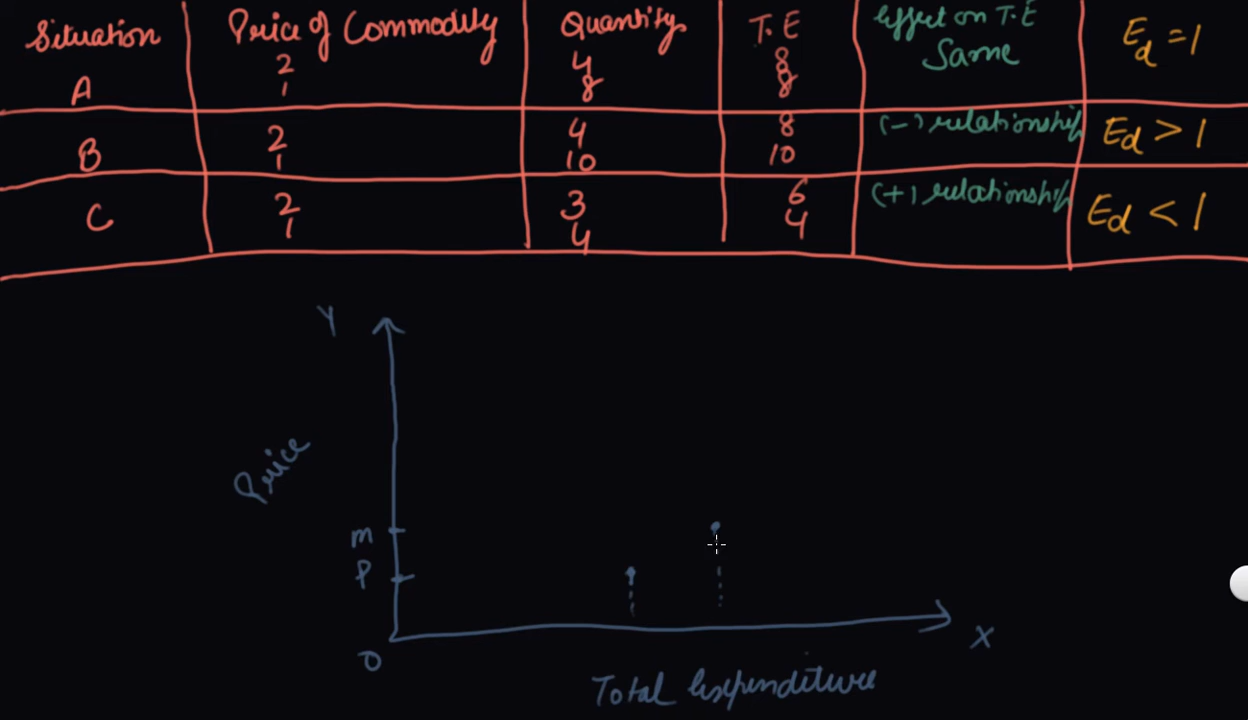 Situation Price of Commodity Quantity T.E effect on T.E Ed = 1
A 2 4 8 Same
1 8 8
B 2 4 8 (-) relationship Ed > 1
1 10 10
C 2 3 6 (+) relationship Ed < 1
1 4 4
Y
Price
m
P
O X
Total Expenditure